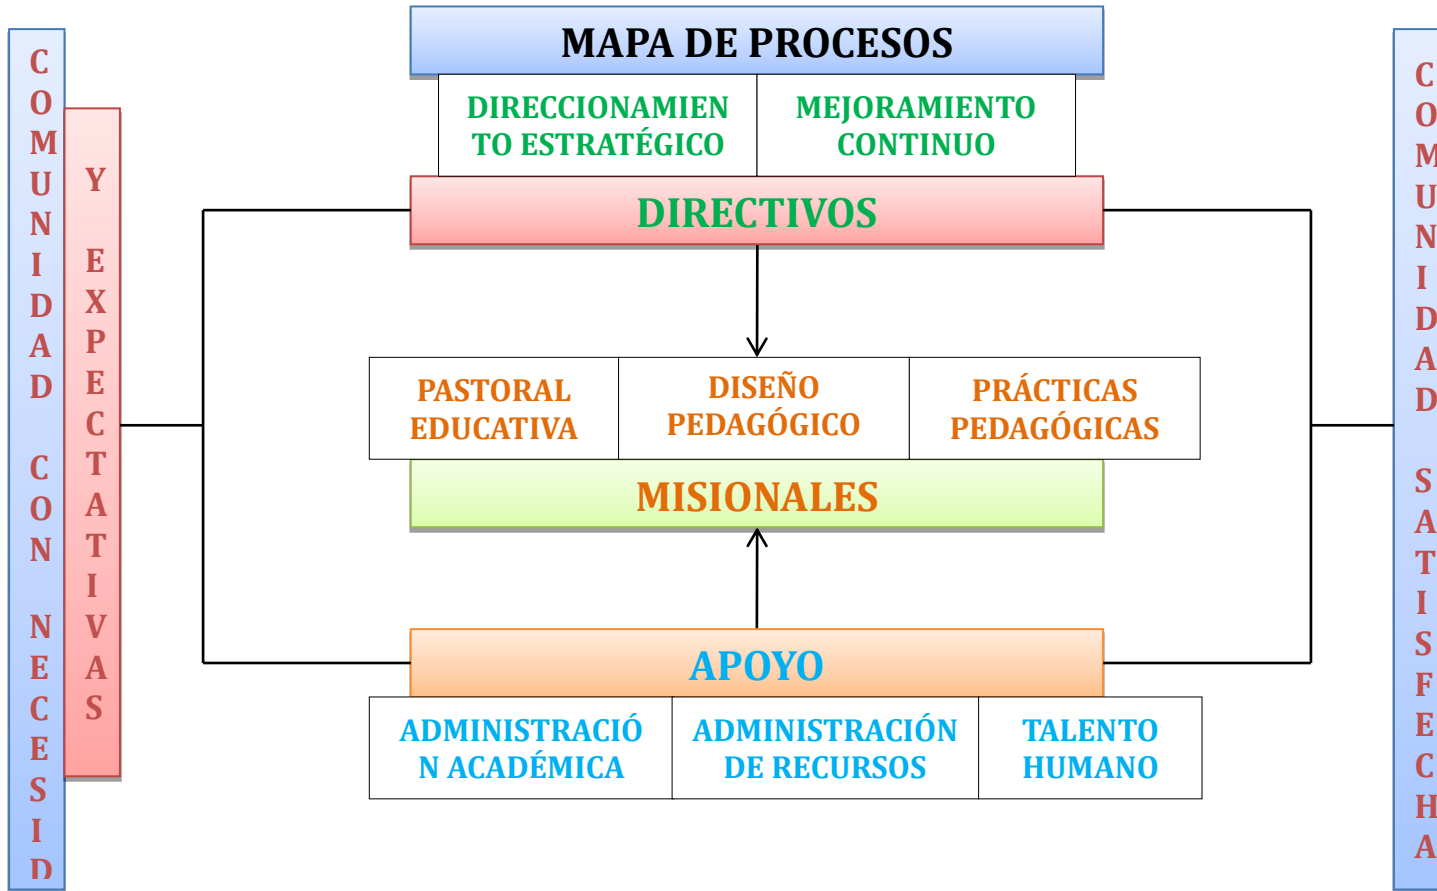 MAPA DE PROCESOS
DIRECCIONAMIEN
TO ESTRATÉGICO
MEJORAMIENTO
CONTINUO
DIRECTIVOS
COMUNIDAD CON NECESID
Y EXPECTATIVAS
PASTORAL
EDUCATIVA
DISEÑO
PEDAGÓGICO
PRÁCTICAS
PEDAGÓGICAS
MISIONALES
APOYO
ADMINISTRACIÓ
N ACADÉMICA
ADMINISTRACIÓN
DE RECURSOS
TALENTO
HUMANO
COMUNIDAD SATISFECHA